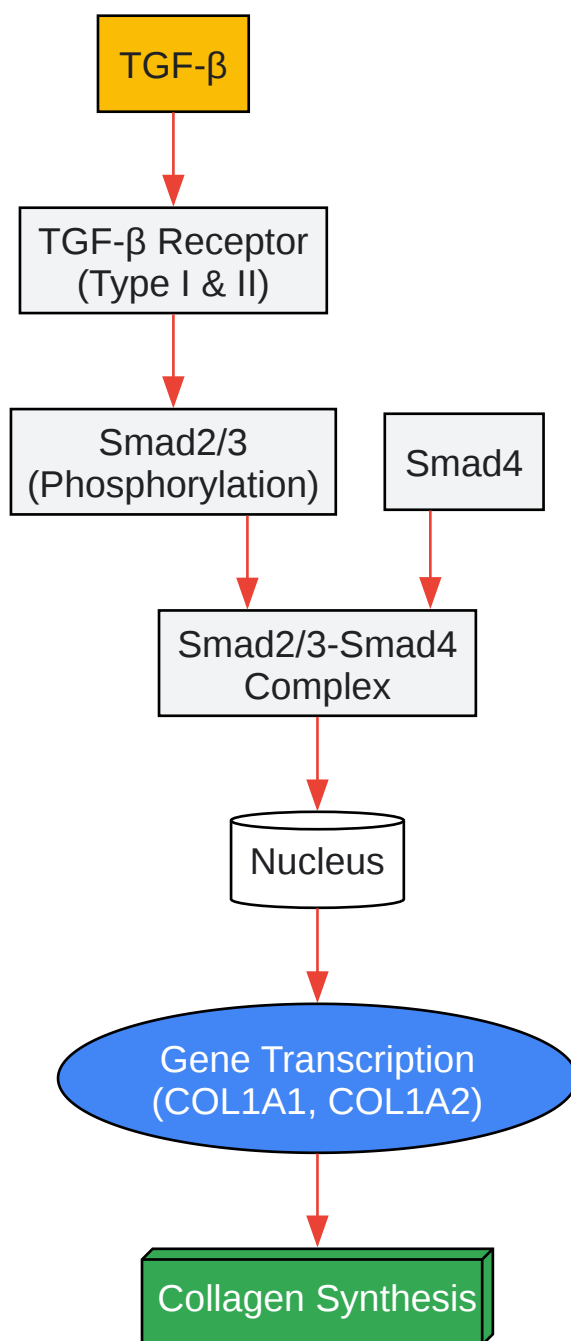 TGF-β
TGF-β Receptor
(Type I & II)
Smad2/3
(Phosphorylation)
Smad4
Smad2/3-Smad4
Complex
Nucleus
Gene Transcription
(COL1A1, COL1A2)
Collagen Synthesis